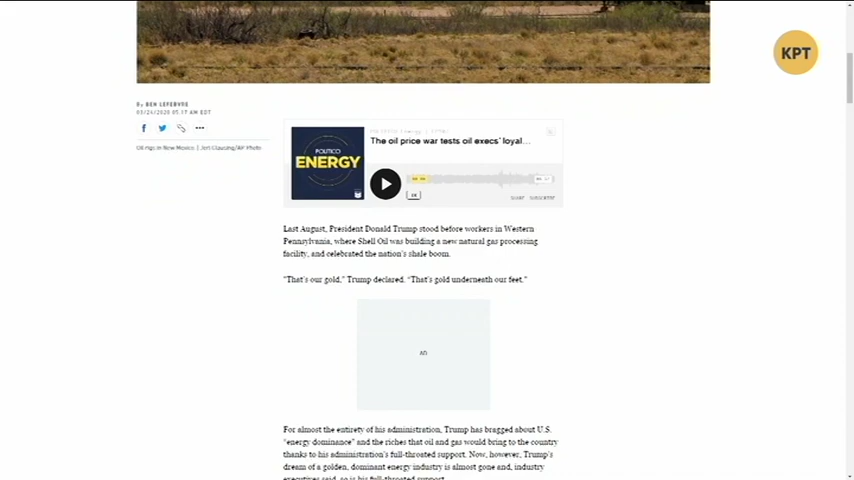 KPT
By BEN LEFEBVRE
03/24/2020 05:17 AM EDT
Oil rigs in New Mexico. | Jeri Clausing/AP Photo
POLITICO
ENERGY
The oil price war tests oil execs' loyal...
SUBSCRIBE
Last August, President Donald Trump stood before workers in Western
Pennsylvania, where Shell Oil was building a new natural gas processing
facility, and celebrated the nation's shale boom.
"That's our gold," Trump declared. "That's gold underneath our feet."
AD
For almost the entirety of his administration, Trump has bragged about U.S.
"energy dominance" and the riches that oil and gas would bring to the country
thanks to his administration's full-throated support. Now, however, Trump's
dream of a golden, dominant energy industry is almost gone and, industry
executives said, so is his full-throated support.